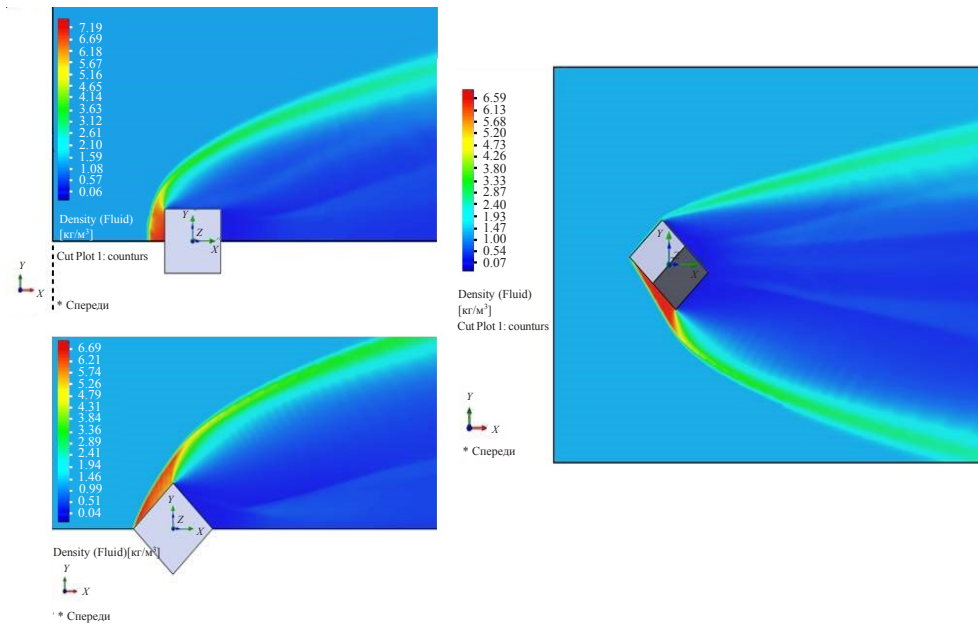 7.19
6.69
6.18
5.67
5.16
4.65
4.14
3.63
3.12
2.61
2.10
1.59
1.08
0.57
0.06
Density (Fluid)
[кг/м³]
Cut Plot 1: counturs
Y
Z
X
Y
X
* Спереди
6.69
6.21
5.74
5.26
4.79
4.31
3.84
3.36
2.89
2.41
1.94
1.46
0.99
0.51
0.04
Y
Z
X
Density (Fluid)[кг/м³]
Y
X
* Спереди
6.59
6.13
5.68
5.20
4.73
4.26
3.80
3.33
2.86
2.40
1.93
1.47
1.00
0.54
0.07
Y
X
Density (Fluid)
[кг/м³]
Cut Plot 1: counturs
Y
X
* Спереди